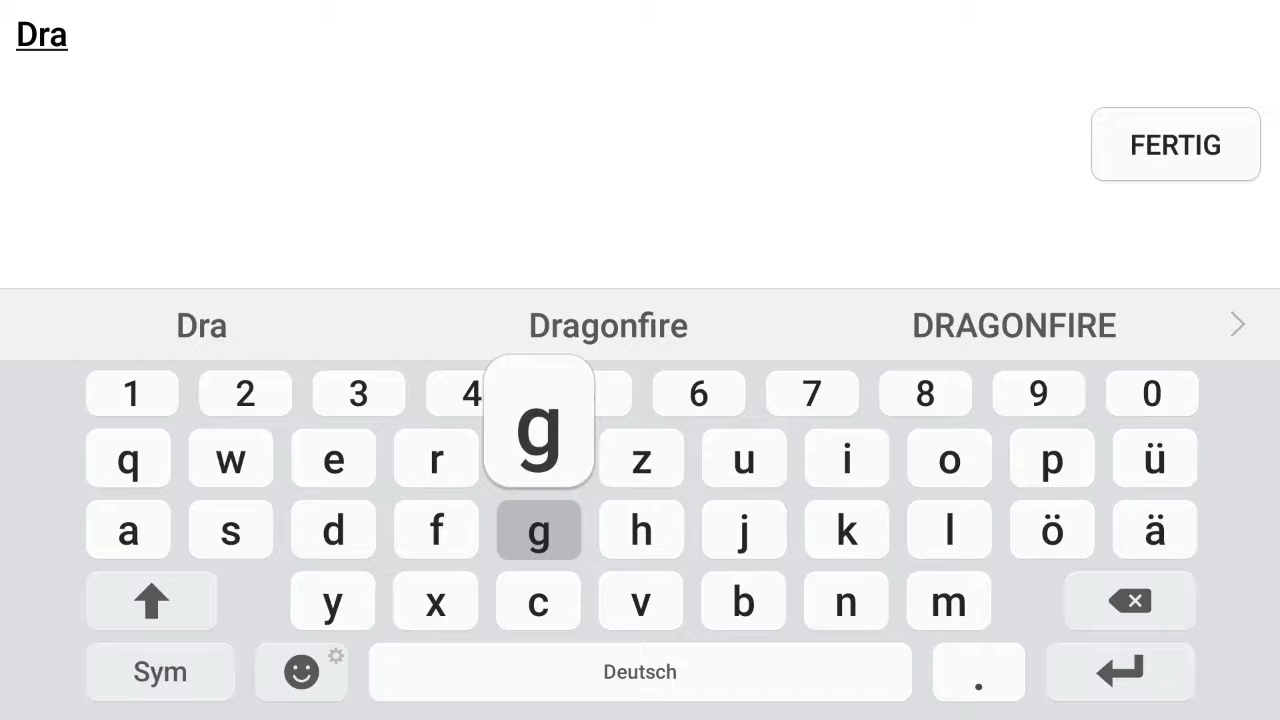 Dra
FERTIG
Dra Dragonfire DRAGONFIRE
1 2 3 4 6 7 8 9 0
g
q w e r z u i o p ü
a s d f g h j k l ö ä
y x c v b n m
Sym Deutsch .